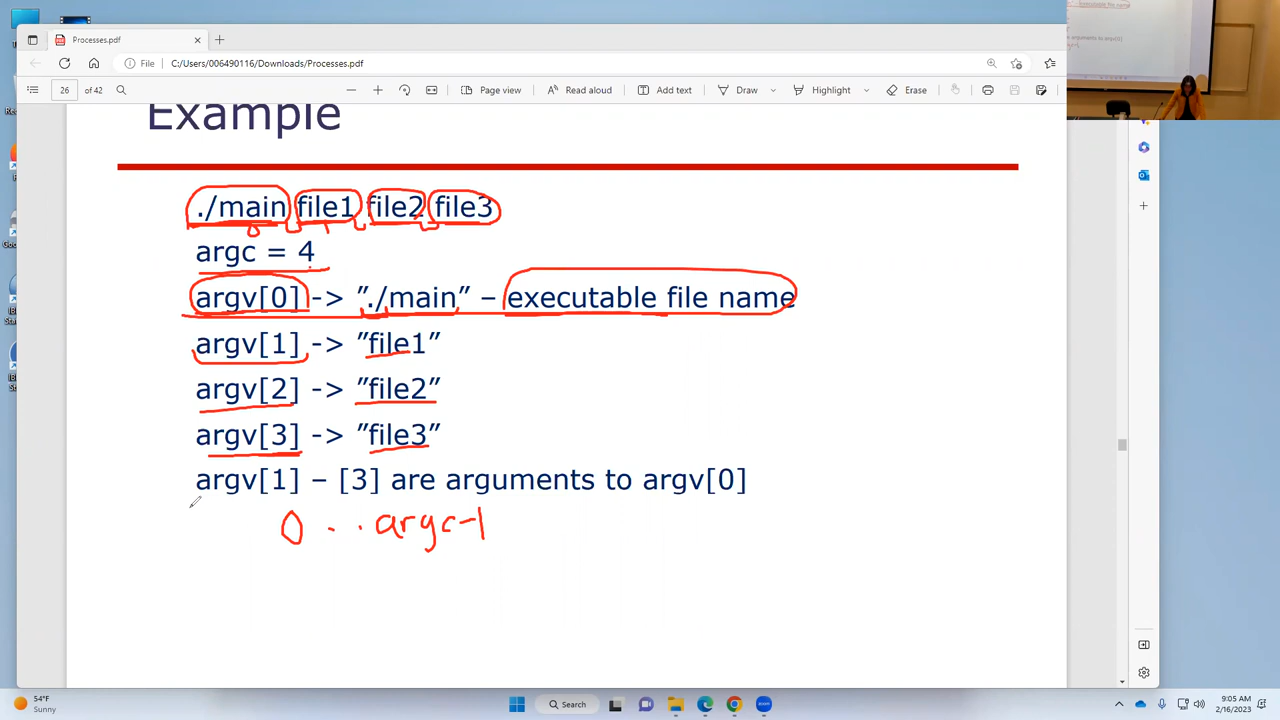 Processes.pdf
File
C:/Users/006490116/Downloads/Processes.pdf
26 of 42
Page view
Read aloud
Add text
Draw
Highlight
Erase
Example
./main file1 file2 file3
argc = 4
argv[0] -> ”./main” – executable file name
argv[1] -> ”file1”
argv[2] -> ”file2”
argv[3] -> ”file3”
argv[1] – [3] are arguments to argv[0]
0 . . argc-1
54°F
Sunny
Search
9:05 AM
2/16/2023